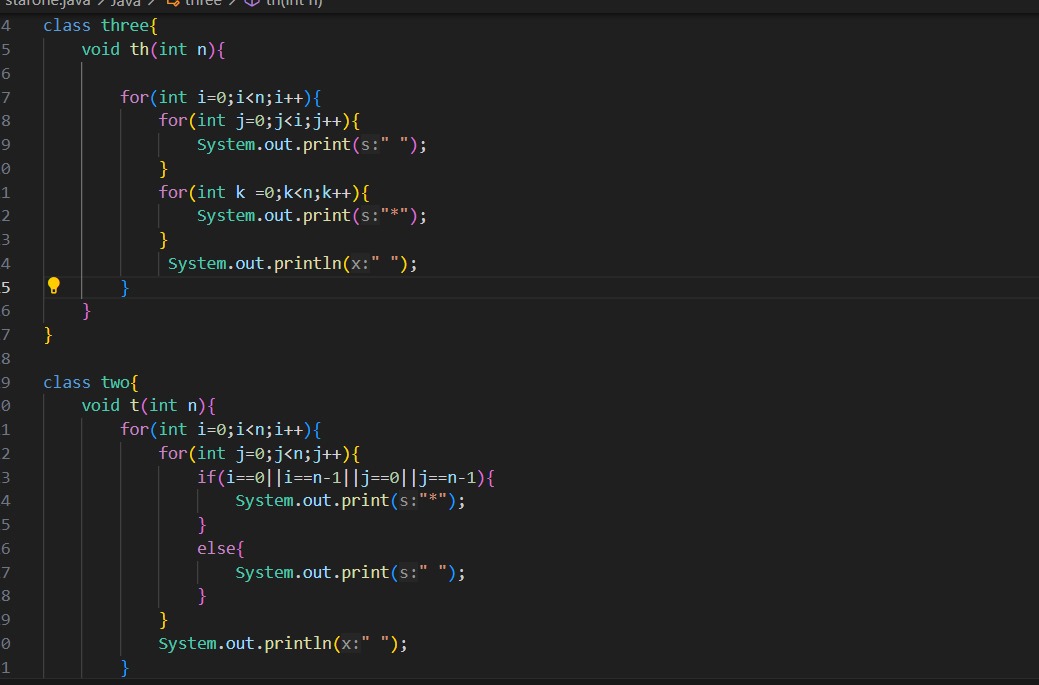 starone.java > Java > three > th(int n)
4 class three{
5 void th(int n){
6
7 for(int i=0;i<n;i++){
8 for(int j=0;j<i;j++){
9 System.out.print(s:" ");
0 }
1 for(int k =0;k<n;k++){
2 System.out.print(s:"*");
3 }
4 System.out.println(x:" ");
5 }
6 }
7 }
8
9 class two{
0 void t(int n){
1 for(int i=0;i<n;i++){
2 for(int j=0;j<n;j++){
3 if(i==0||i==n-1||j==0||j==n-1){
4 System.out.print(s:"*");
5 }
6 else{
7 System.out.print(s:" ");
8 }
9 }
0 System.out.println(x:" ");
1 }